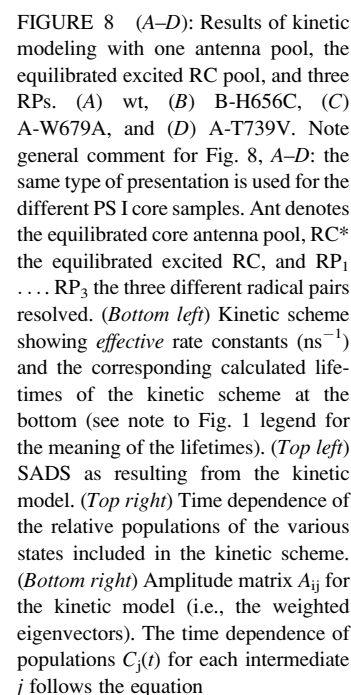 FIGURE 8 (A–D): Results of kinetic
modeling with one antenna pool, the
equilibrated excited RC pool, and three
RPs. (A) wt, (B) B-H656C, (C)
A-W679A, and (D) A-T739V. Note
general comment for Fig. 8, A–D: the
same type of presentation is used for the
different PS I core samples. Ant denotes
the equilibrated core antenna pool, RC*
the equilibrated excited RC, and RP₁
.... RP₃ the three different radical pairs
resolved. (Bottom left) Kinetic scheme
showing effective rate constants (ns⁻¹)
and the corresponding calculated life-
times of the kinetic scheme at the
bottom (see note to Fig. 1 legend for
the meaning of the lifetimes). (Top left)
SADS as resulting from the kinetic
model. (Top right) Time dependence of
the relative populations of the various
states included in the kinetic scheme.
(Bottom right) Amplitude matrix Aᵢⱼ for
the kinetic model (i.e., the weighted
eigenvectors). The time dependence of
populations Cⱼ(t) for each intermediate
j follows the equation